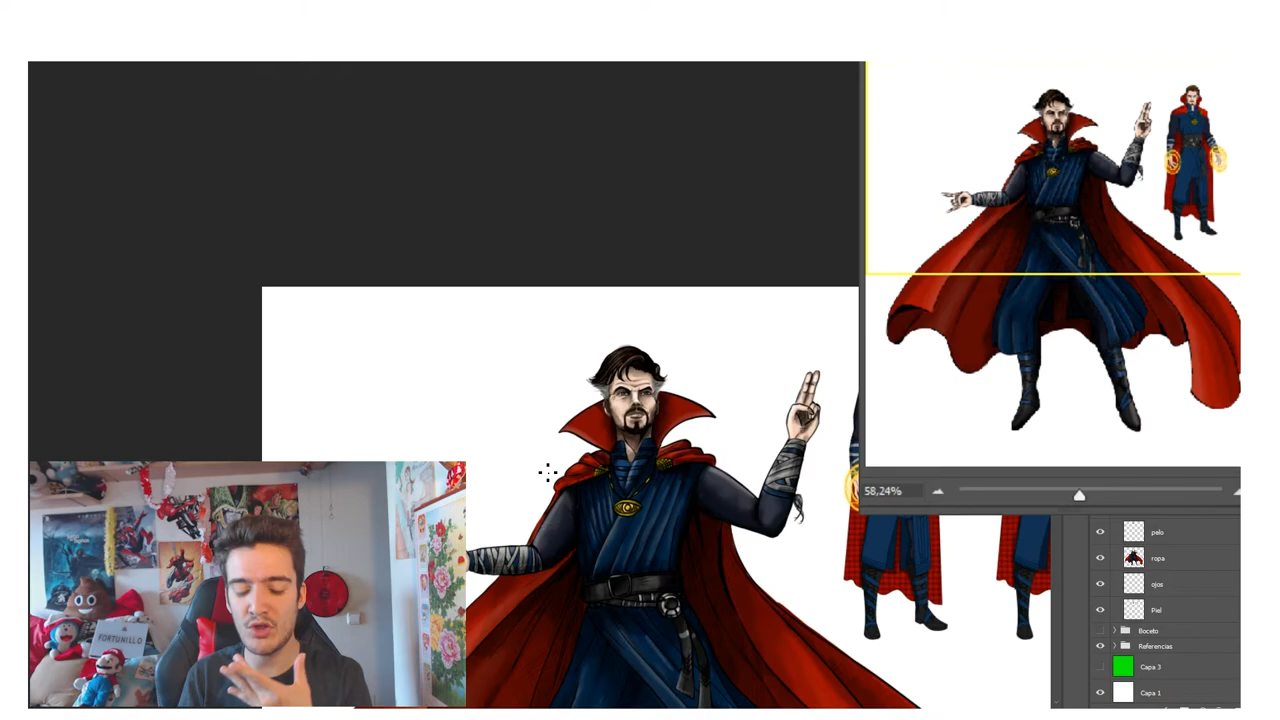 58,24%
pelo
ropa
ojos
Piel
Boceto
Referencias
Capa 3
Capa 1
FORTUNILLO